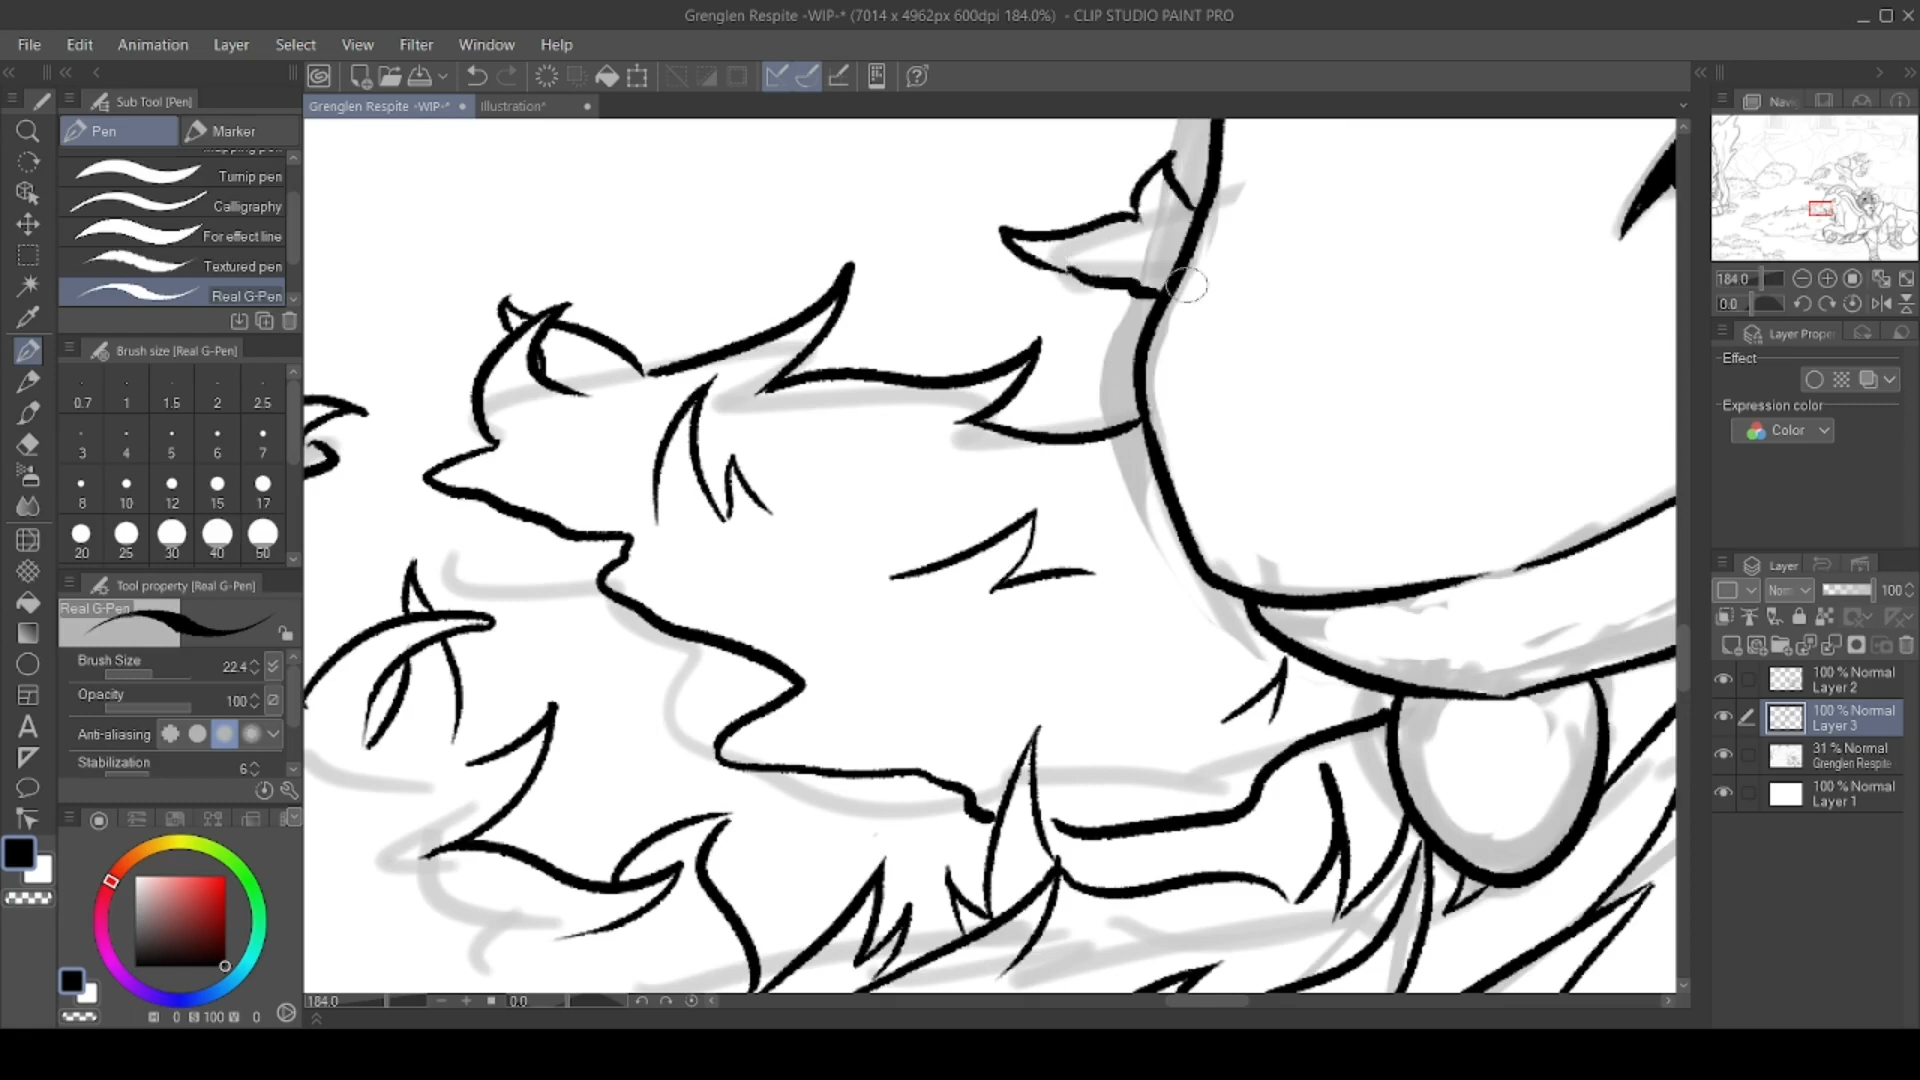 Grenglen Respite -WIP-* (7014 x 4962px 600dpi 184.0%) - CLIP STUDIO PAINT PRO
File Edit Animation Layer Select View Filter Window Help
Sub Tool [Pen]
Grenglen Respite -WIP-* Illustration*
Pen Marker
Turnip pen
Calligraphy
For effect line
Textured pen
Real G-Pen
Brush size [Real G-Pen]
0.7 1 1.5 2 2.5
3 4 5 6 7
8 10 12 15 17
20 25 30 40 50
Tool property [Real G-Pen]
Real G-Pen
Brush Size 22.4
Opacity 100
Anti-aliasing
Stabilization 6
H 0 S 100 V 0
184.0 0.0
Navi
184.0
0.0
Layer Prope
Effect
Expression color
Color
Layer
Norm 100
100 % Normal
Layer 2
100 % Normal
Layer 3
31 % Normal
Grenglen Respite
100 % Normal
Layer 1